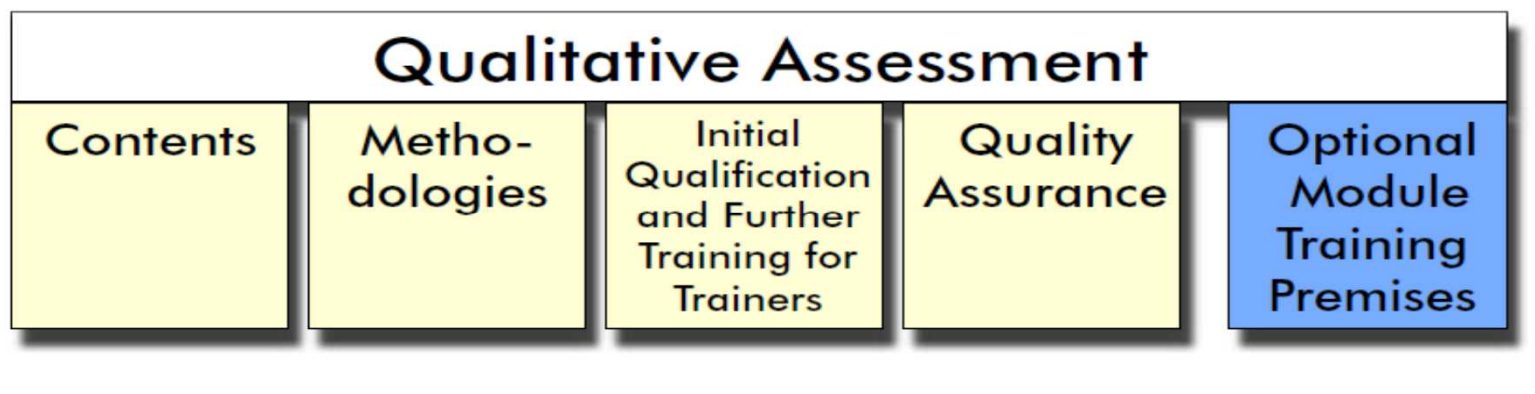 Qualitative Assessment
Contents
Metho-
dologies
Initial
Qualification
and Further
Training for
Trainers
Quality
Assurance
Optional
Module
Training
Premises